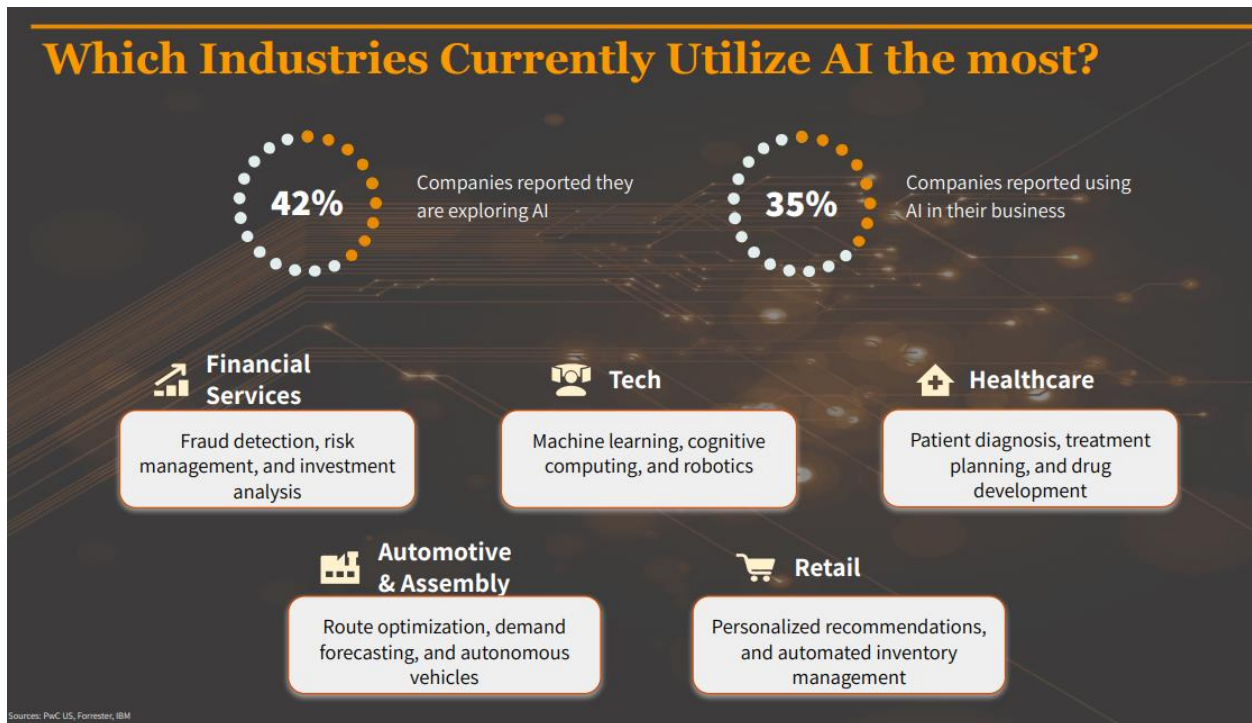 Which Industries Currently Utilize AI the most?
42%
Companies reported they
are exploring AI
35%
Companies reported using
AI in their business
Financial
Services
Fraud detection, risk
management, and investment
analysis
Tech
Machine learning, cognitive
computing, and robotics
Healthcare
Patient diagnosis, treatment
planning, and drug
development
Automotive
& Assembly
Route optimization, demand
forecasting, and autonomous
vehicles
Retail
Personalized recommendations,
and automated inventory
management
Sources: PwC US, Forrester, IBM